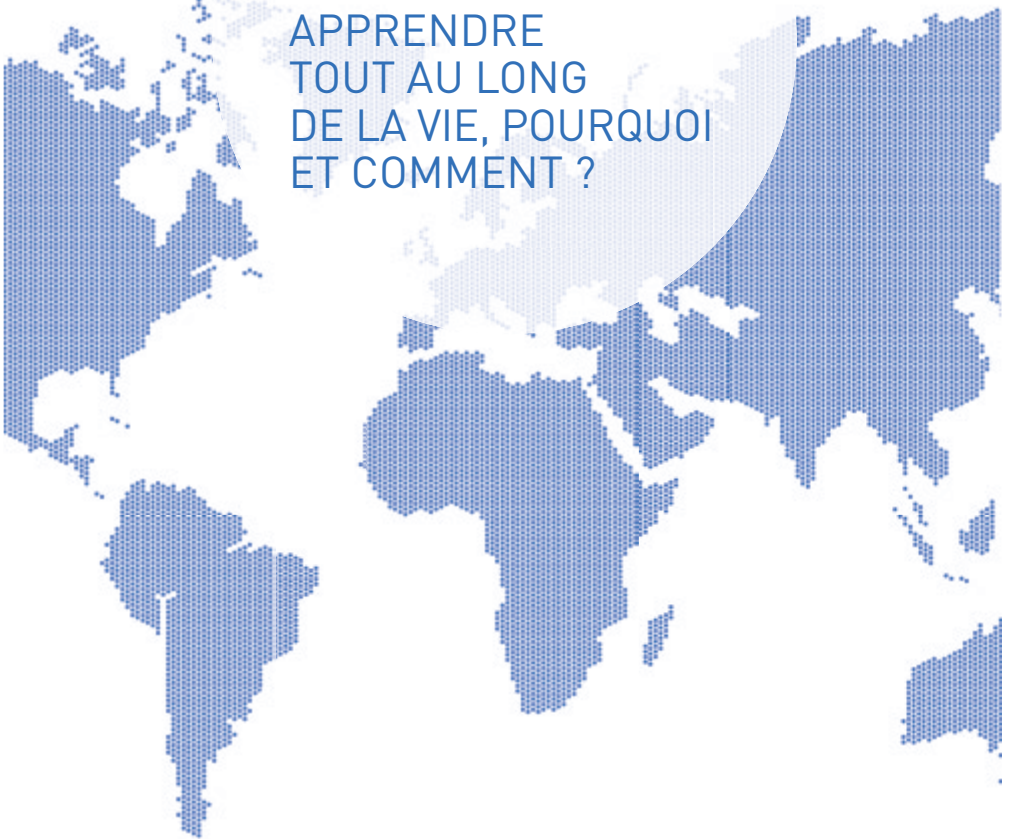 APPRENDRE
TOUT AU LONG
DE LA VIE, POURQUOI
ET COMMENT ?